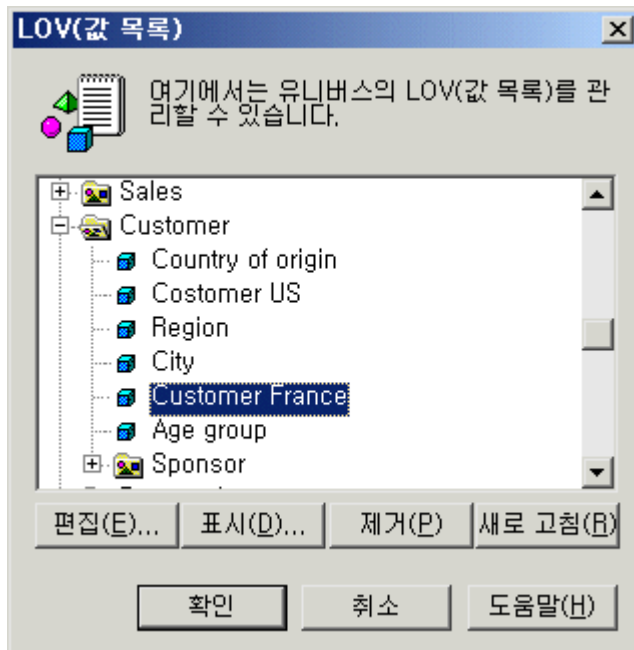 LOV(값 목록)
여기에서는 유니버스의 LOV(값 목록)를 관
리할 수 있습니다.
Sales
Customer
Country of origin
Costomer US
Region
City
Customer France
Age group
Sponsor
편집(E)... 표시(D)... 제거(P) 새로 고침(R)
확인 취소 도움말(H)